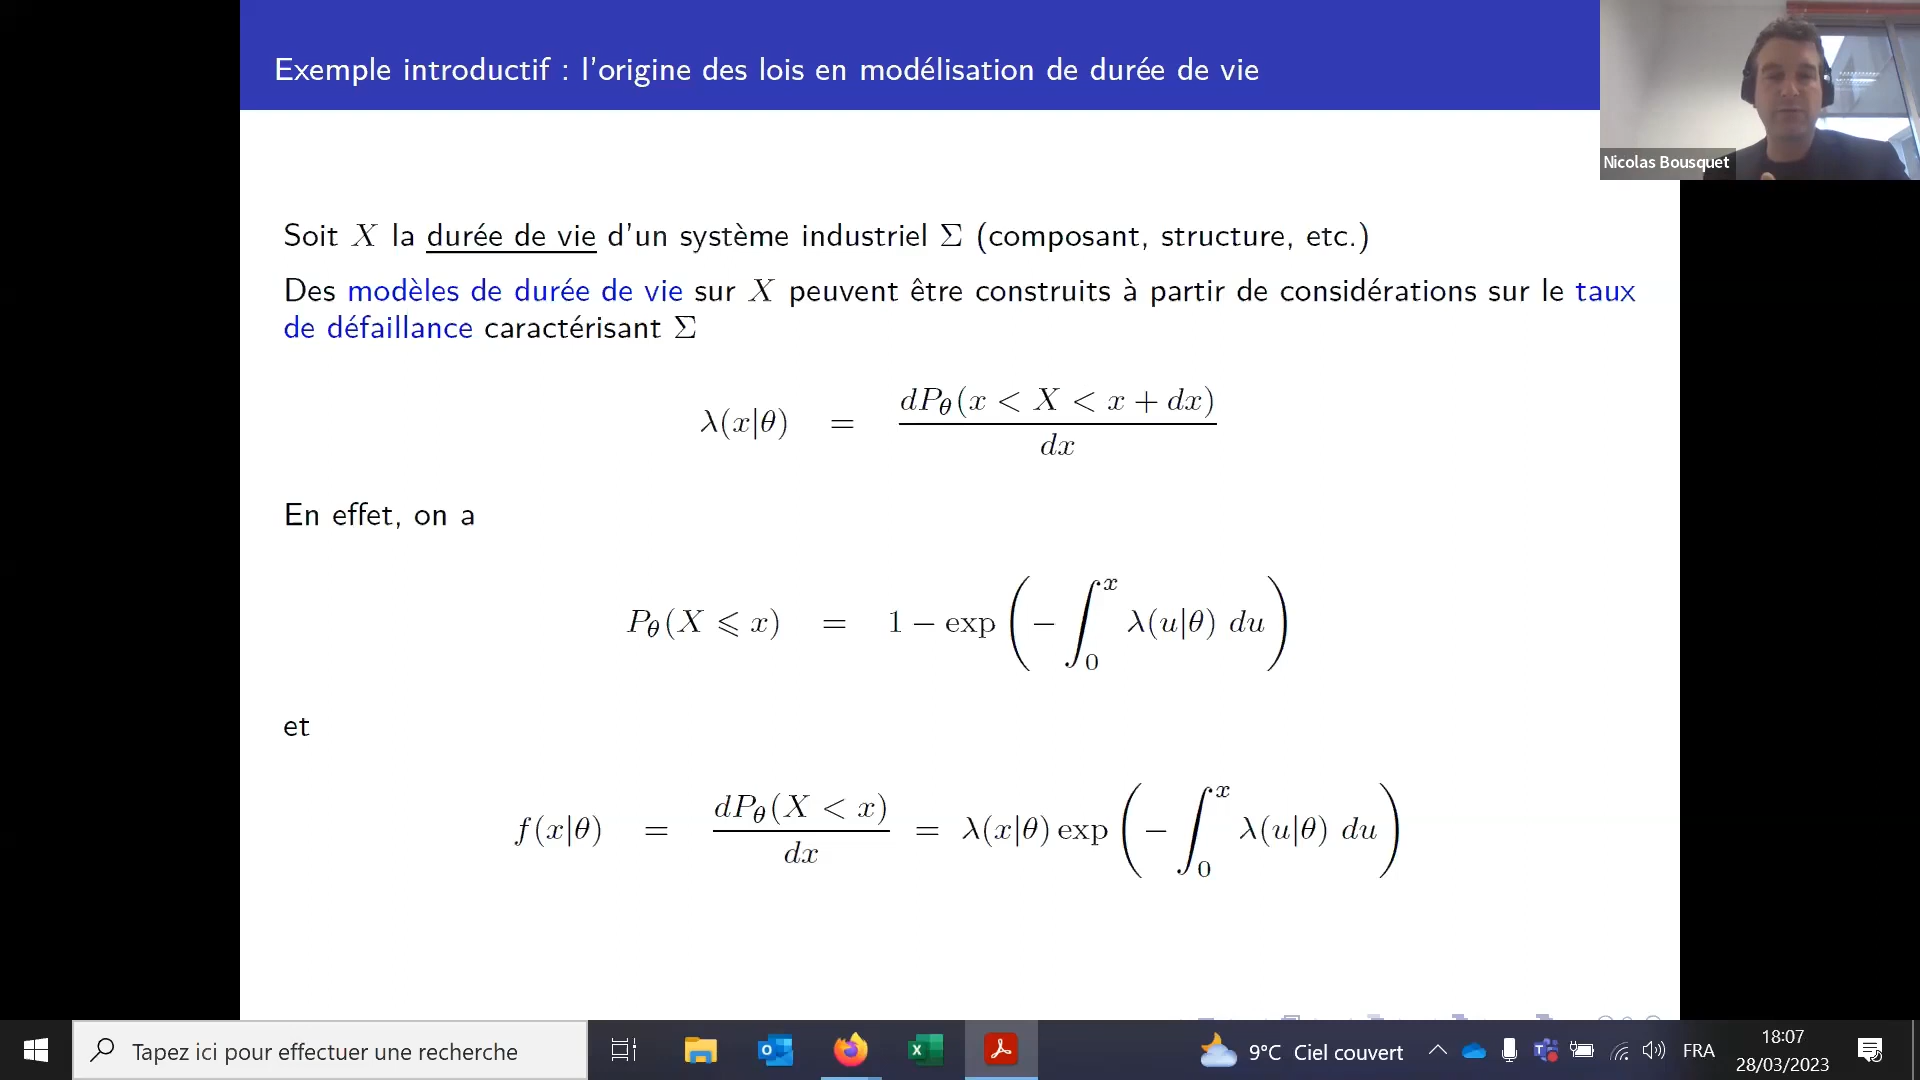 Exemple introductif : l'origine des lois en modélisation de durée de vie
Nicolas Bousquet
Soit X la durée de vie d'un système industriel Σ (composant, structure, etc.)
Des modèles de durée de vie sur X peuvent être construits à partir de considérations sur le taux
de défaillance caractérisant Σ
λ(x|θ) = dP_θ(x < X < x + dx) / dx
En effet, on a
P_θ(X ⩽ x) = 1 − exp(−∫_0^x λ(u|θ) du)
et
f(x|θ) = dP_θ(X < x) / dx = λ(x|θ) exp(−∫_0^x λ(u|θ) du)
Tapez ici pour effectuer une recherche
9°C Ciel couvert
FRA
18:07
28/03/2023